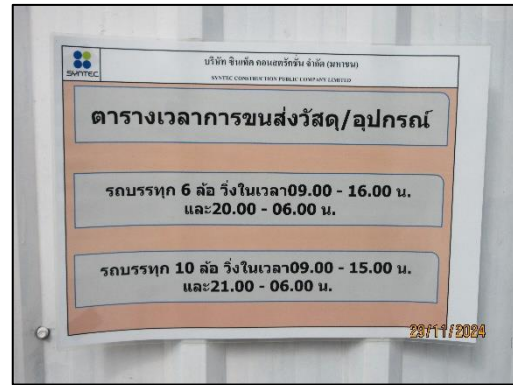 SYNTEC
บริษัท ซินเท็ค คอนสตรัคชั่น จำกัด (มหาชน)
SYNTEC CONSTRUCTION PUBLIC COMPANY LIMITED
ตารางเวลาการขนส่งวัสดุ/อุปกรณ์
รถบรรทุก 6 ล้อ วิ่งในเวลา09.00 - 16.00 น.
และ20.00 - 06.00 น.
รถบรรทุก 10 ล้อ วิ่งในเวลา09.00 - 15.00 น.
และ21.00 - 06.00 น.
29/11/2024